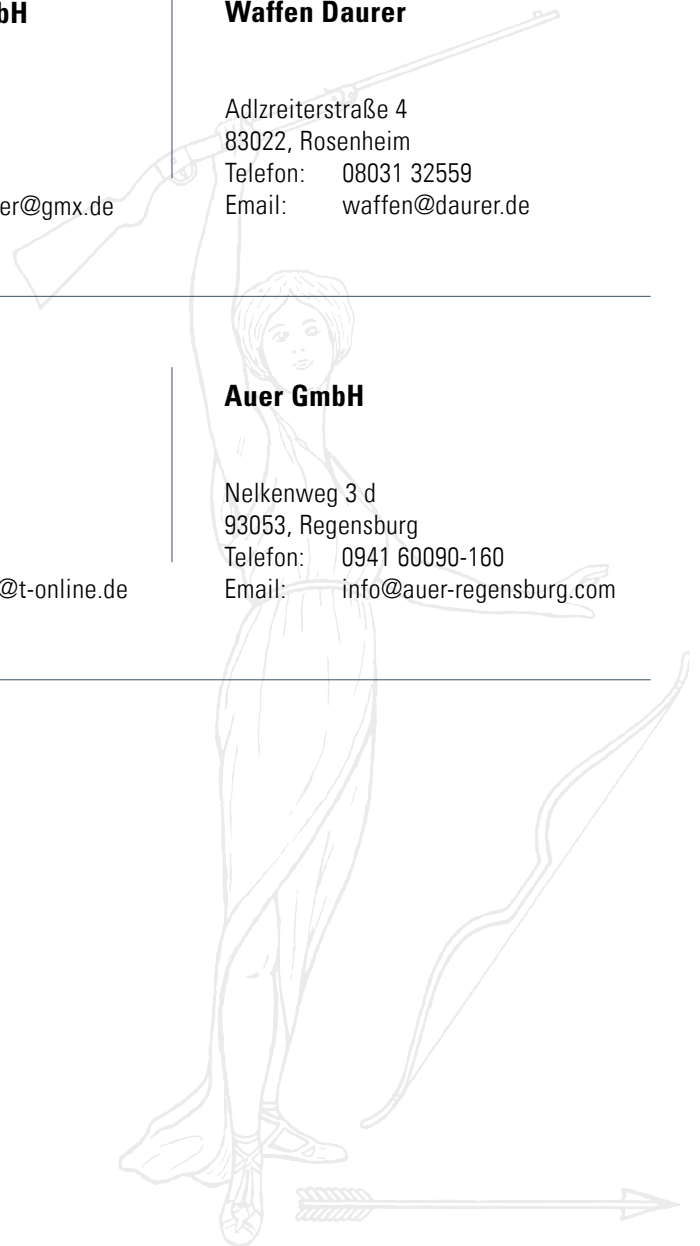 bH
er@gmx.de
Waffen Daurer
Adlzreiterstraße 4
83022, Rosenheim
Telefon: 08031 32559
Email: waffen@daurer.de
@t-online.de
Auer GmbH
Nelkenweg 3 d
93053, Regensburg
Telefon: 0941 60090-160
Email: info@auer-regensburg.com